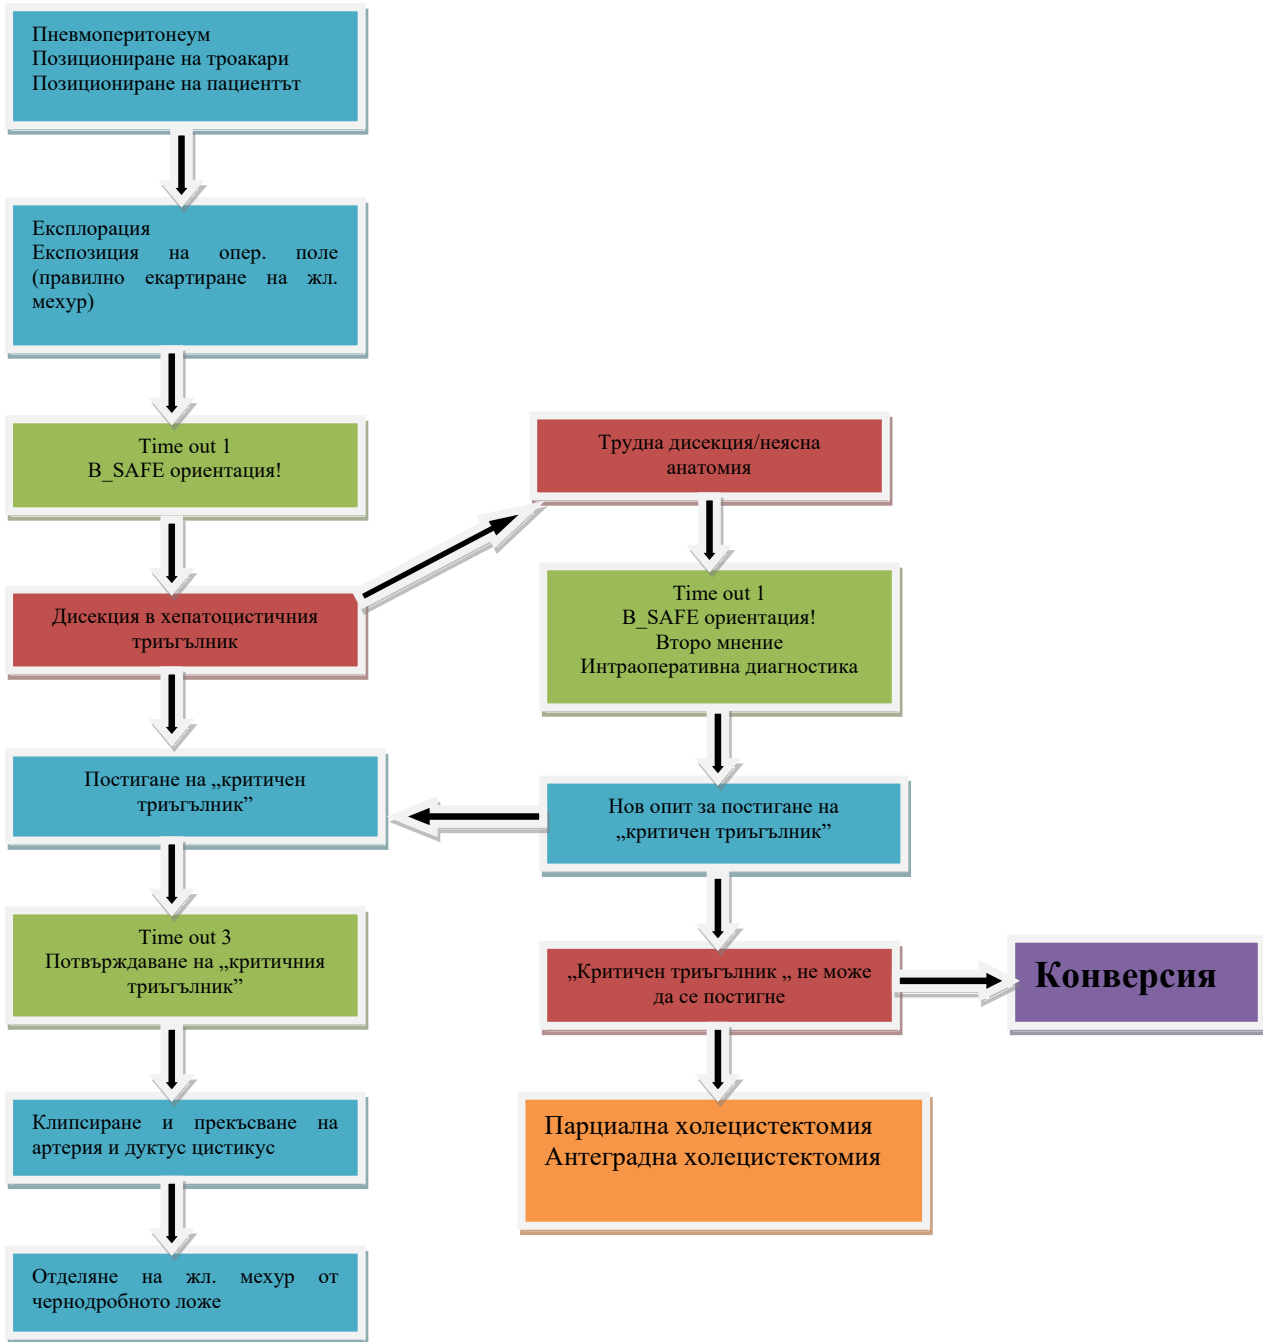 Пневмоперитонеум
Позициониране на троакари
Позициониране на пациентът
Експлорация
Експозиция на опер. поле
(правилно екартиране на жл.
мехур)
Time out 1
B_SAFE ориентация!
Дисекция в хепатоцистичния
триъгълник
Постигане на „критичен
триъгълник”
Time out 3
Потвърждаване на „критичния
триъгълник”
Клипсиране и прекъсване на
артерия и дуктус цистикус
Отделяне на жл. мехур от
чернодробното ложе
Трудна дисекция/неясна
анатомия
Time out 1
B_SAFE ориентация!
Второ мнение
Интраоперативна диагностика
Нов опит за постигане на
„критичен триъгълник”
„Критичен триъгълник „ не може
да се постигне
Конверсия
Парциална холецистектомия
Антеградна холецистектомия